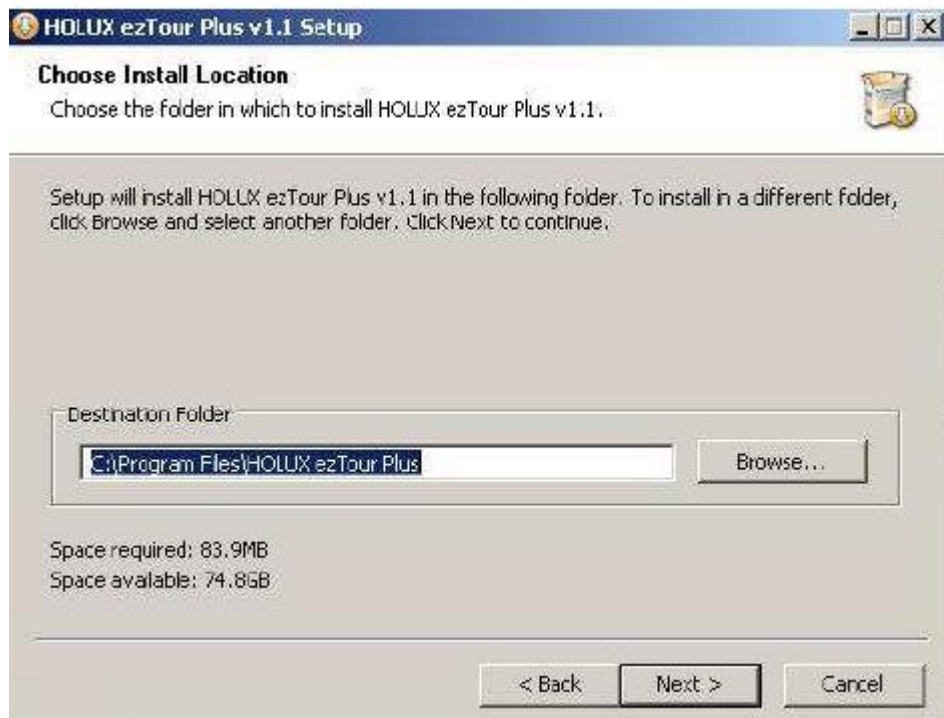 HOLUX ezTour Plus v1.1 Setup
Choose Install Location
Choose the folder in which to install HOLUX ezTour Plus v1.1.
Setup will install HOLUX ezTour Plus v1.1 in the following folder. To install in a different folder,
click Browse and select another folder. Click Next to continue.
Destination Folder
C:\Program Files\HOLUX ezTour Plus
Browse...
Space required: 83.9MB
Space available: 74.8GB
< Back
Next >
Cancel